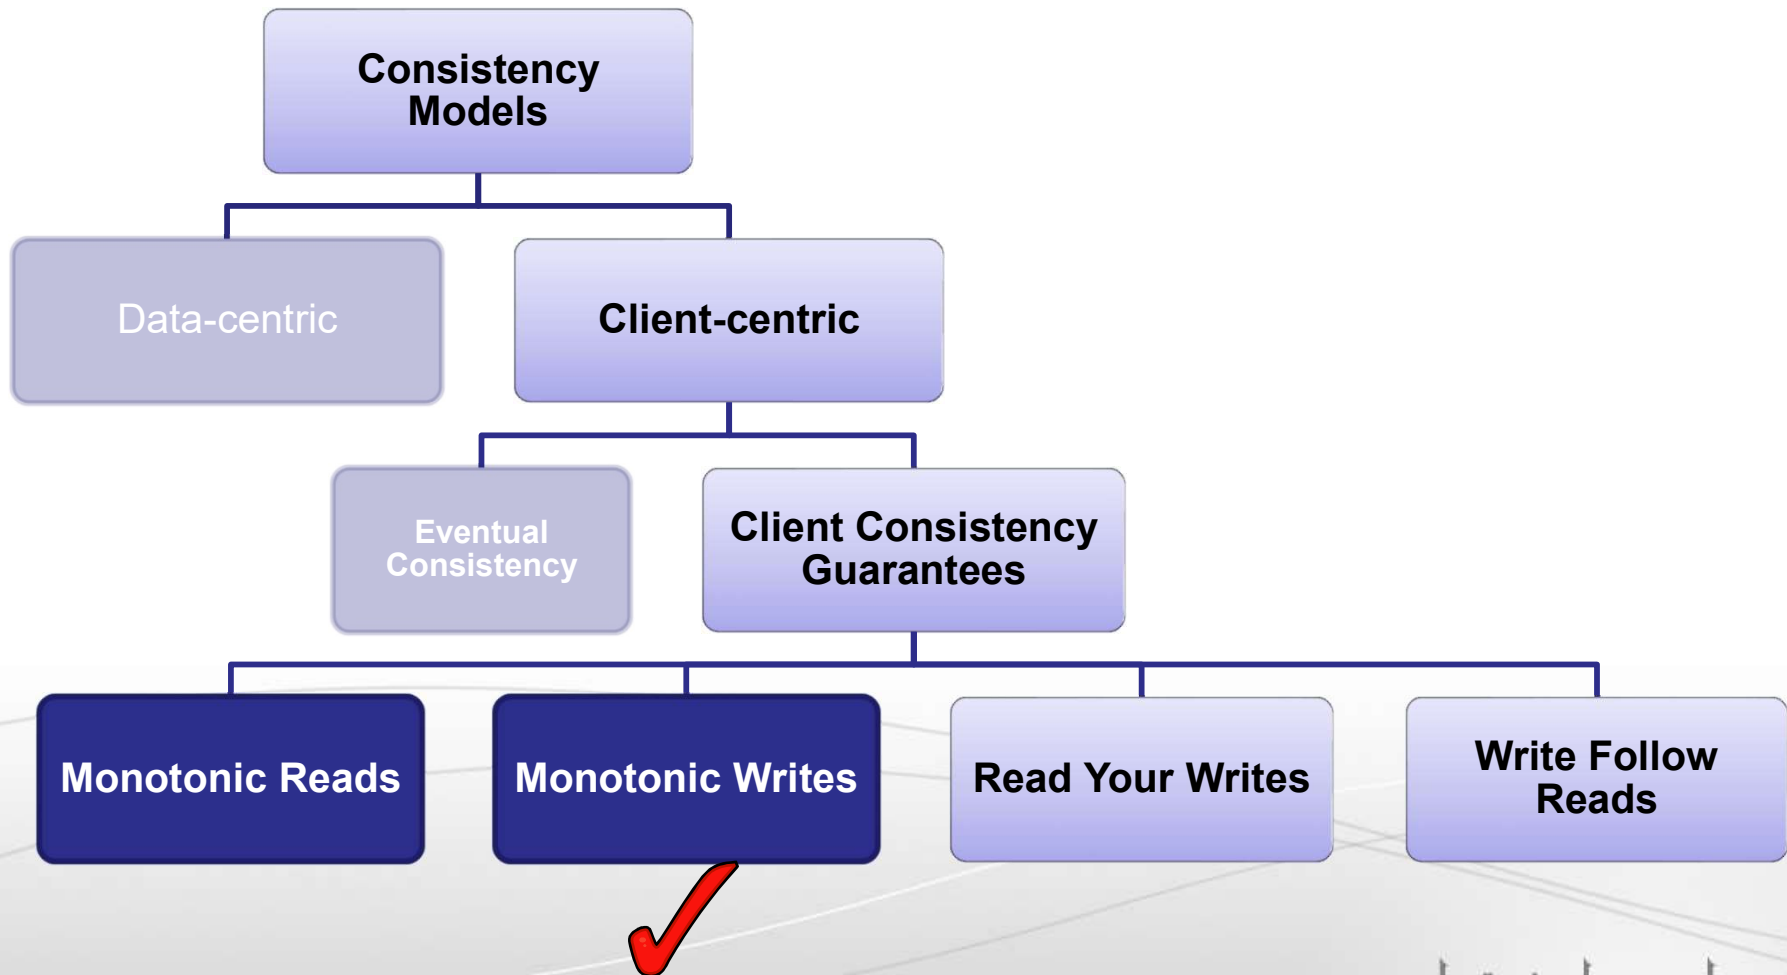 Consistency
Models
Data-centric
Client-centric
Eventual
Consistency
Client Consistency
Guarantees
Monotonic Reads
Monotonic Writes
Read Your Writes
Write Follow
Reads